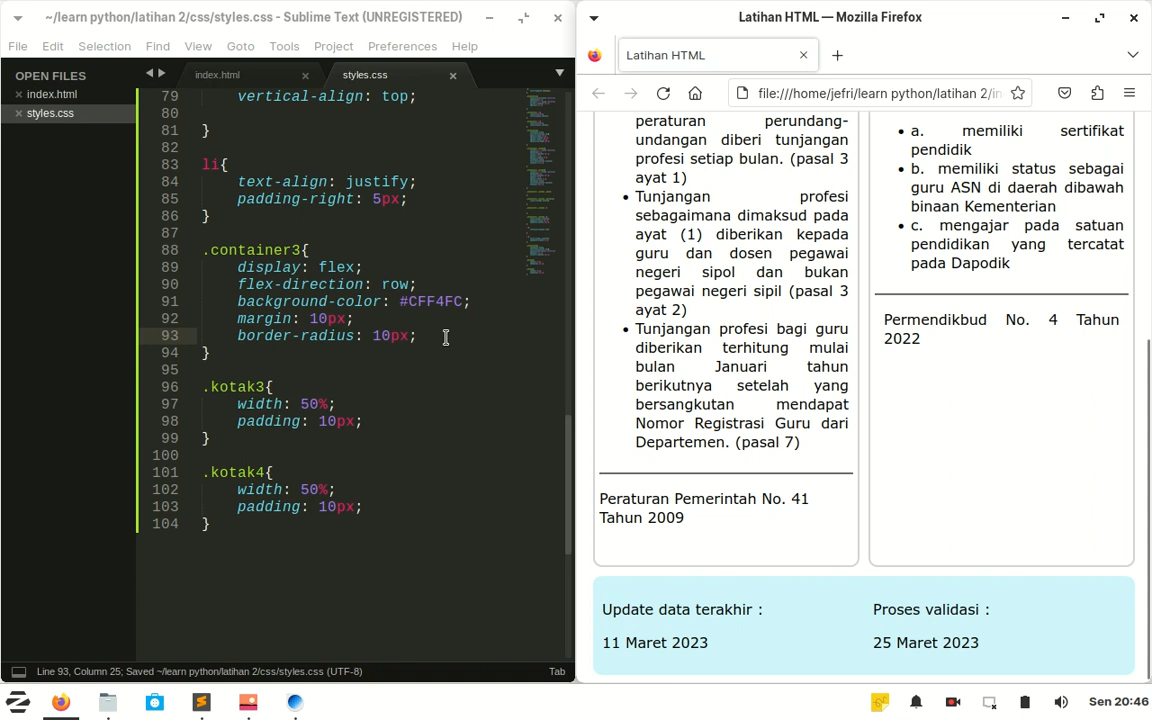 ~/learn python/latihan 2/css/styles.css - Sublime Text (UNREGISTERED)
File Edit Selection Find View Goto Tools Project Preferences Help
OPEN FILES
index.html
styles.css
index.html
styles.css
79 vertical-align: top;
80
81 }
82
83 li{
84 text-align: justify;
85 padding-right: 5px;
86 }
87
88 .container3{
89 display: flex;
90 flex-direction: row;
91 background-color: #CFF4FC;
92 margin: 10px;
93 border-radius: 10px;
94 }
95
96 .kotak3{
97 width: 50%;
98 padding: 10px;
99 }
100
101 .kotak4{
102 width: 50%;
103 padding: 10px;
104 }
Line 93, Column 25; Saved ~/learn python/latihan 2/css/styles.css (UTF-8)
Tab
Latihan HTML — Mozilla Firefox
Latihan HTML
file:///home/jefri/learn python/latihan 2/in
peraturan perundang-
undangan diberi tunjangan
profesi setiap bulan. (pasal 3
ayat 1)
• Tunjangan profesi
sebagaimana dimaksud pada
ayat (1) diberikan kepada
guru dan dosen pegawai
negeri sipol dan bukan
pegawai negeri sipil (pasal 3
ayat 2)
• Tunjangan profesi bagi guru
diberikan terhitung mulai
bulan Januari tahun
berikutnya setelah yang
bersangkutan mendapat
Nomor Registrasi Guru dari
Departemen. (pasal 7)
Peraturan Pemerintah No. 41
Tahun 2009
• a. memiliki sertifikat
pendidik
• b. memiliki status sebagai
guru ASN di daerah dibawah
binaan Kementerian
• c. mengajar pada satuan
pendidikan yang tercatat
pada Dapodik
Permendikbud No. 4 Tahun
2022
Update data terakhir :
11 Maret 2023
Proses validasi :
25 Maret 2023
Sen 20:46